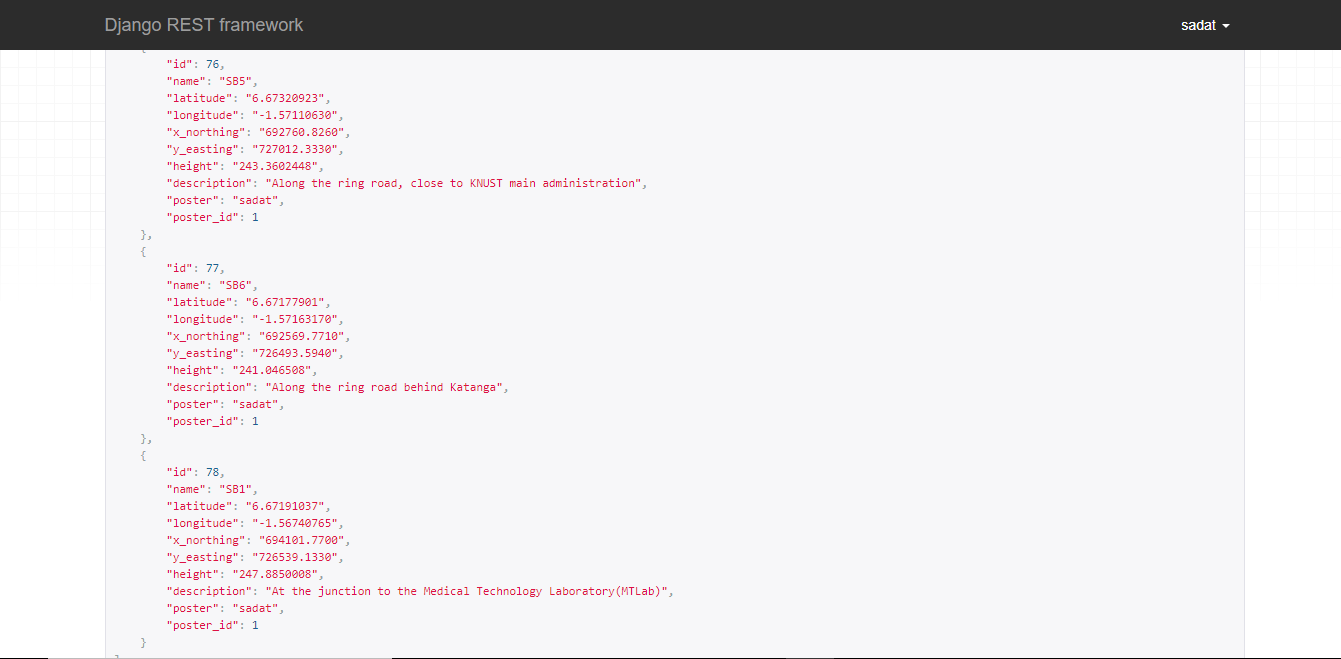 Django REST framework
sadat
{
"id": 76,
"name": "SB5",
"latitude": "6.67320923",
"longitude": "-1.57110630",
"x_northing": "692760.8260",
"y_easting": "727012.3330",
"height": "243.3602448",
"description": "Along the ring road, close to KNUST main administration",
"poster": "sadat",
"poster_id": 1
},
{
"id": 77,
"name": "SB6",
"latitude": "6.67177901",
"longitude": "-1.57163170",
"x_northing": "692569.7710",
"y_easting": "726493.5940",
"height": "241.046508",
"description": "Along the ring road behind Katanga",
"poster": "sadat",
"poster_id": 1
},
{
"id": 78,
"name": "SB1",
"latitude": "6.67191037",
"longitude": "-1.56740765",
"x_northing": "694101.7700",
"y_easting": "726539.1330",
"height": "247.8850008",
"description": "At the junction to the Medical Technology Laboratory(MTLab)",
"poster": "sadat",
"poster_id": 1
}